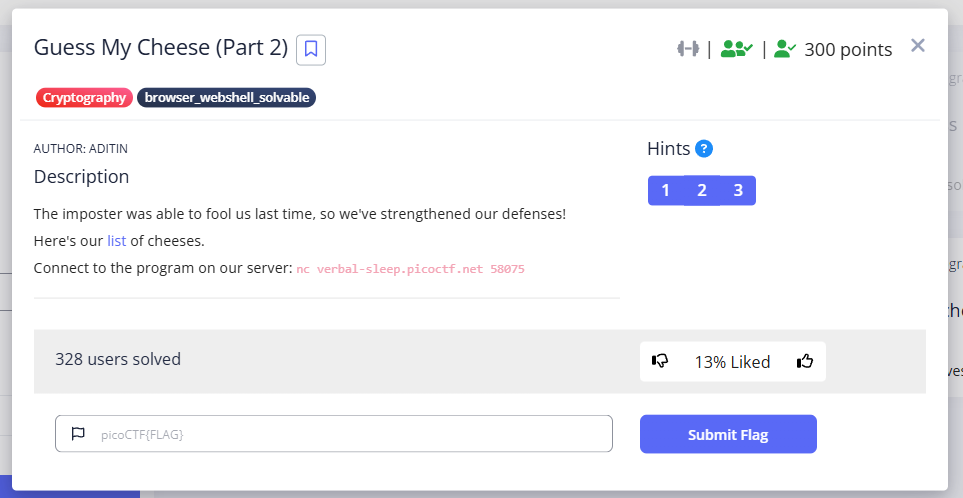 Guess My Cheese (Part 2)
| | 300 points
Cryptography browser_webshell_solvable
AUTHOR: ADITIN
Hints ?
Description
1 2 3
The imposter was able to fool us last time, so we've strengthened our defenses!
Here's our list of cheeses.
Connect to the program on our server: nc verbal-sleep.picoctf.net 58075
328 users solved
13% Liked
picoCTF{FLAG}
Submit Flag